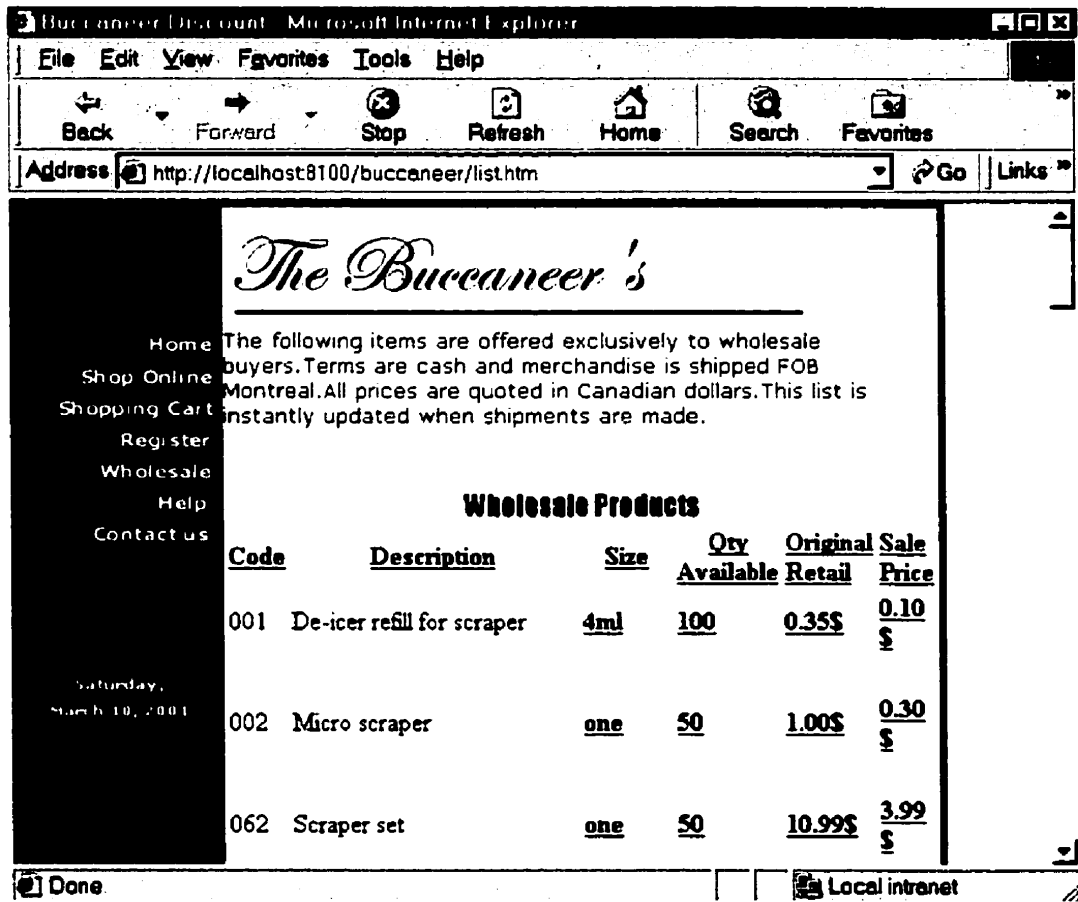 Buccaneer Discount - Microsoft Internet Explorer
File Edit View Favorites Tools Help
Back Forward Stop Refresh Home Search Favorites
Address http://localhost:8100/buccaneer/list.htm Go Links
The Buccaneer 's
The following items are offered exclusively to wholesale
buyers.Terms are cash and merchandise is shipped FOB
Montreal.All prices are quoted in Canadian dollars.This list is
instantly updated when shipments are made.
Home
Shop Online
Shopping Cart
Register
Wholesale
Help
Contact us
Saturday,
March 10, 2001
Wholesale Products
Code Description Size Qty Available Original Retail Sale Price
001 De-icer refill for scraper 4ml 100 0.35$ 0.10 $
002 Micro scraper one 50 1.00$ 0.30 $
062 Scraper set one 50 10.99$ 3.99 $
Done Local intranet